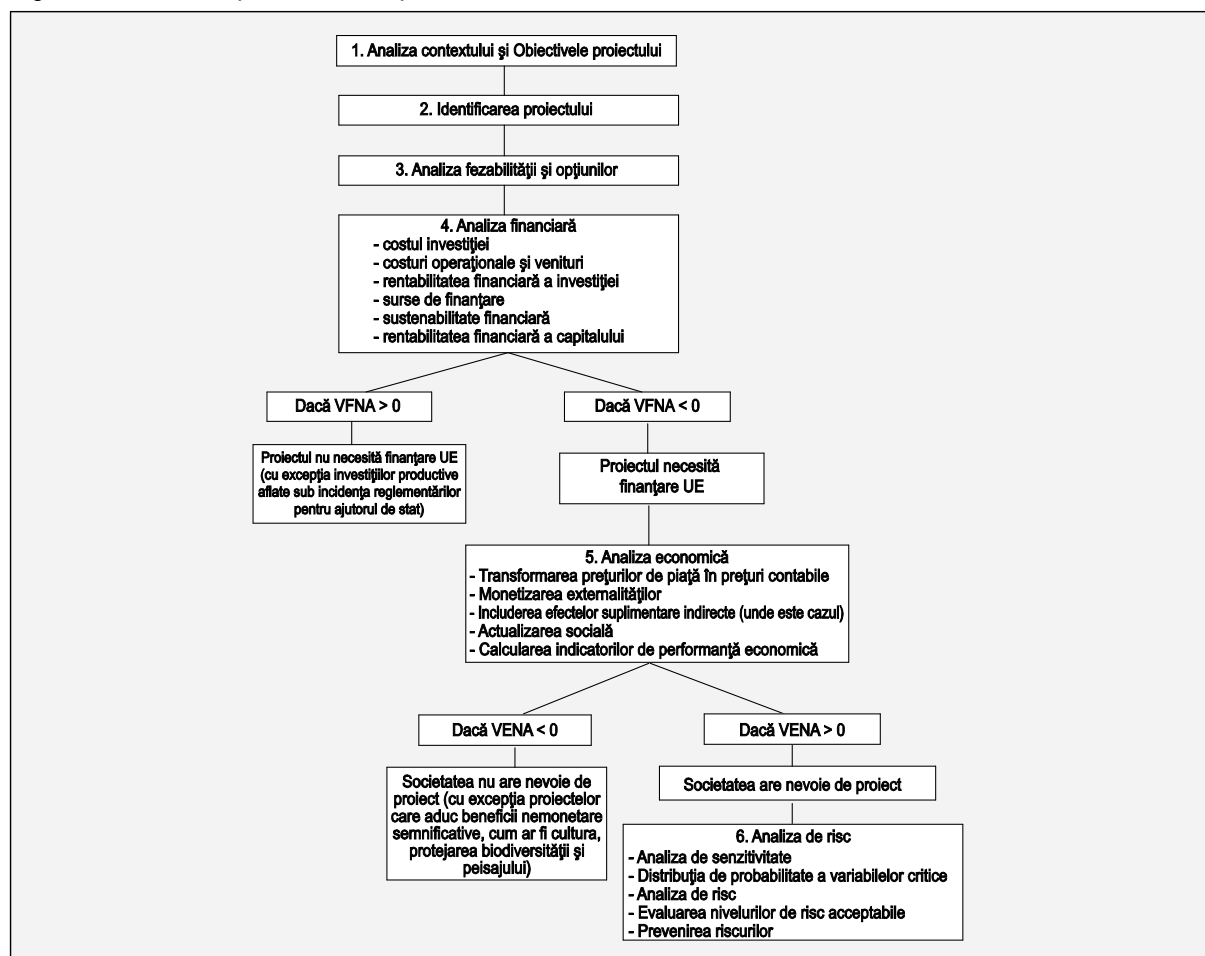 1. Analiza contextului şi Obiectivele proiectului
2. Identificarea proiectului
3. Analiza fezabilităţii şi opţiunilor
4. Analiza financiară
- costul investiţiei
- costuri operaţionale şi venituri
- rentabilitatea financiară a investiţiei
- surse de finanţare
- sustenabilitate financiară
- rentabilitatea financiară a capitalului
Dacă VFNA > 0
Dacă VFNA < 0
Proiectul nu necesită finanţare UE
(cu excepţia investiţiilor productive
aflate sub incidenţa reglementărilor
pentru ajutorul de stat)
Proiectul necesită
finanţare UE
5. Analiza economică
- Transformarea preţurilor de piaţă în preţuri contabile
- Monetizarea externalităţilor
- Includerea efectelor suplimentare indirecte (unde este cazul)
- Actualizarea socială
- Calcularea indicatorilor de performanţă economică
Dacă VENA < 0
Dacă VENA > 0
Societatea nu are nevoie de
proiect (cu excepţia proiectelor
care aduc beneficii nemonetare
semnificative, cum ar fi cultura,
protejarea biodiversităţii şi
peisajului)
Societatea are nevoie de proiect
6. Analiza de risc
- Analiza de senzitivitate
- Distribuţia de probabilitate a variabilelor critice
- Analiza de risc
- Evaluarea nivelurilor de risc acceptabile
- Prevenirea riscurilor